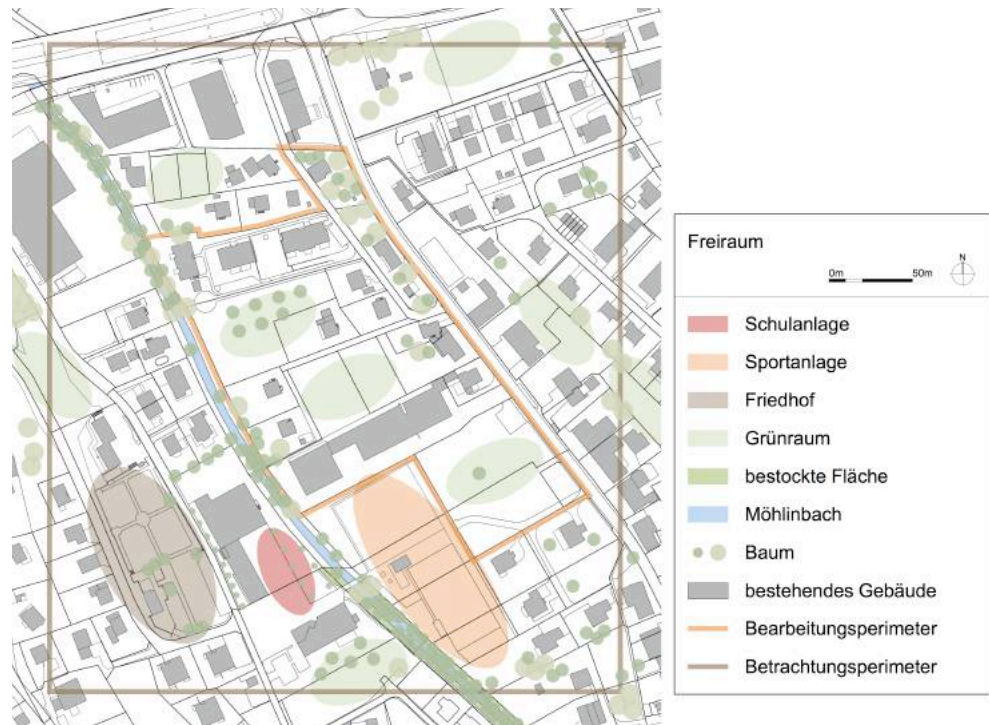 Freiraum
0m 50m
N
Schulanlage
Sportanlage
Friedhof
Grünraum
bestockte Fläche
Möhlinbach
Baum
bestehendes Gebäude
Bearbeitungsperimeter
Betrachtungsperimeter